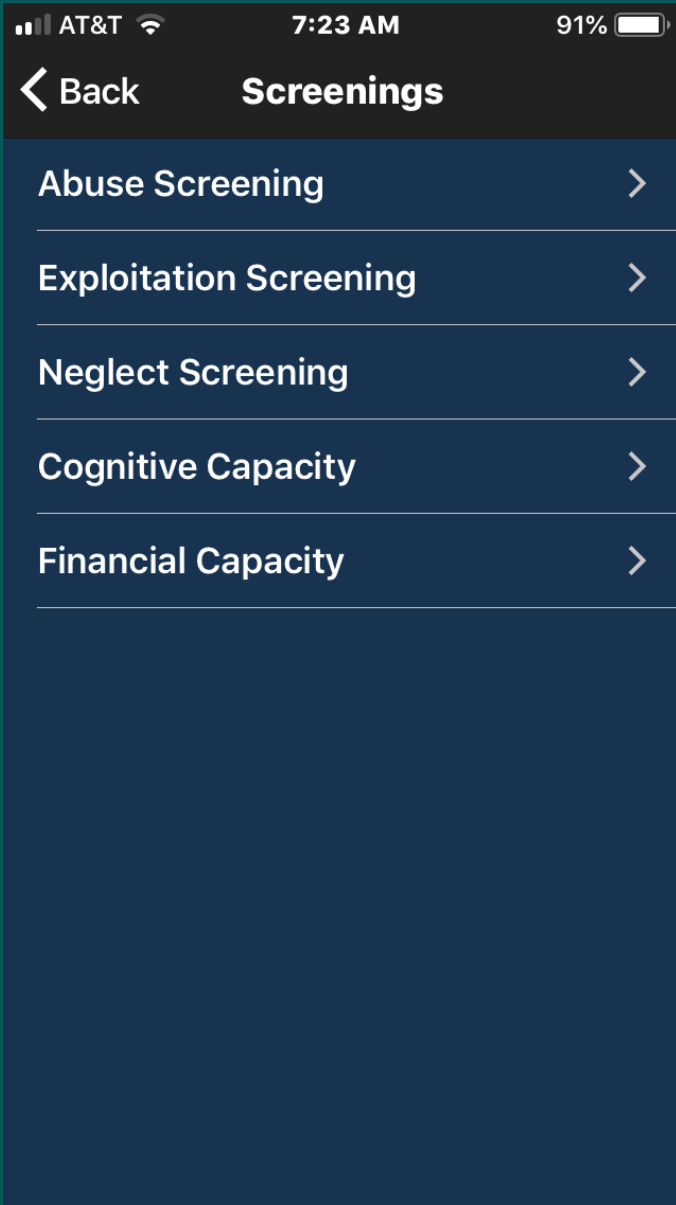 AT&T 7:23 AM 91%
Back Screenings
Abuse Screening
Exploitation Screening
Neglect Screening
Cognitive Capacity
Financial Capacity